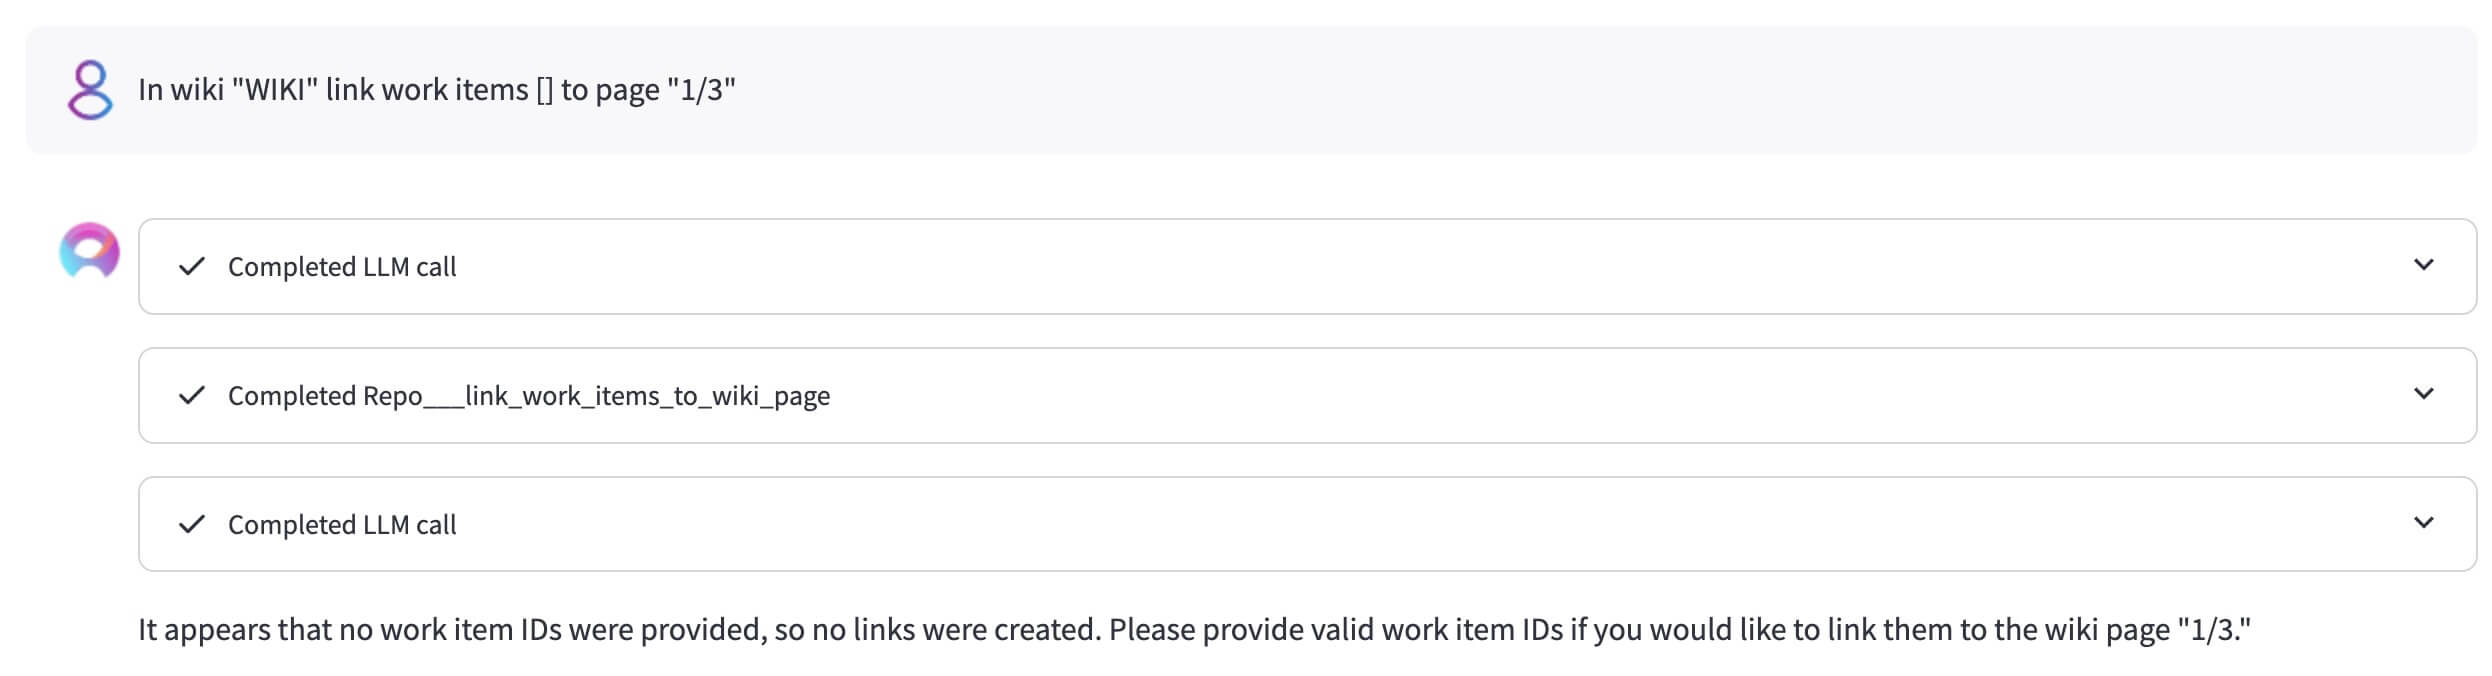 In wiki "WIKI" link work items [] to page "1/3"
Completed LLM call
Completed Repo___link_work_items_to_wiki_page
Completed LLM call
It appears that no work item IDs were provided, so no links were created. Please provide valid work item IDs if you would like to link them to the wiki page "1/3."